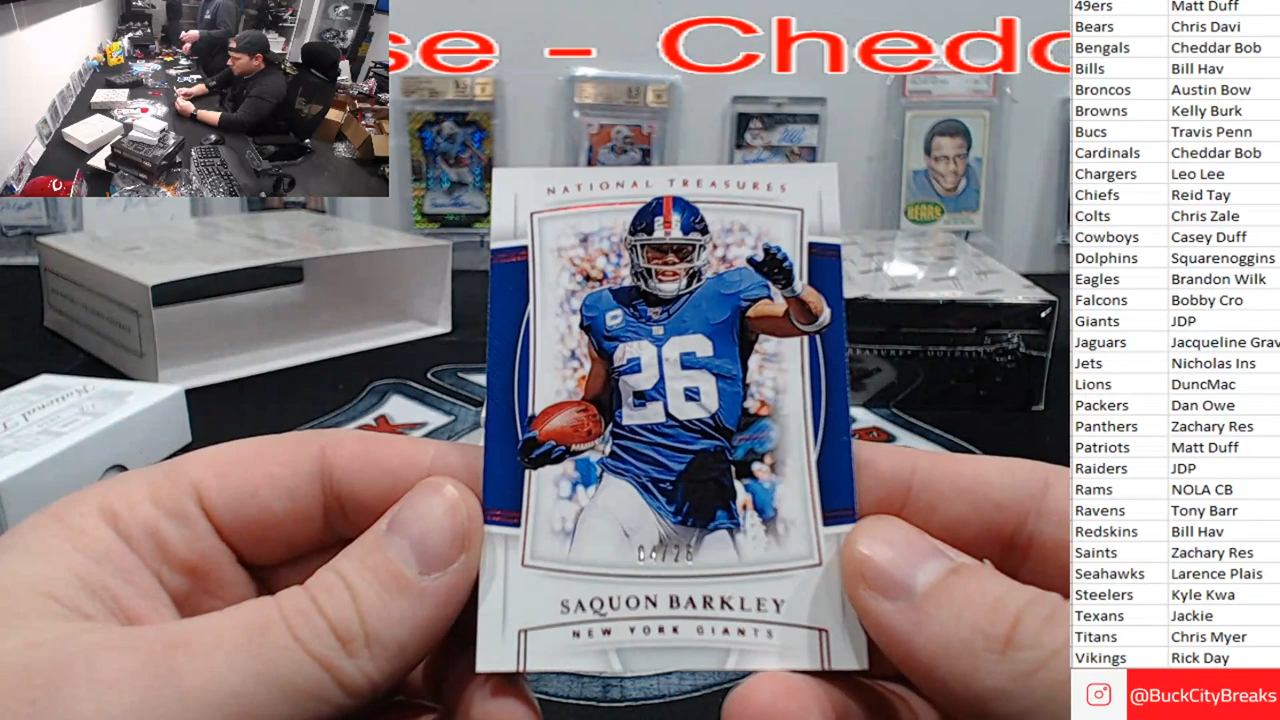 se - Chedd
BEARS
NATIONAL TREASURES
26
04/25
SAQUON BARKLEY
NEW YORK GIANTS
49ers Matt Duff
Bears Chris Davi
Bengals Cheddar Bob
Bills Bill Hav
Broncos Austin Bow
Browns Kelly Burk
Bucs Travis Penn
Cardinals Cheddar Bob
Chargers Leo Lee
Chiefs Reid Tay
Colts Chris Zale
Cowboys Casey Duff
Dolphins Squarenoggins
Eagles Brandon Wilk
Falcons Bobby Cro
Giants JDP
Jaguars Jacqueline Grav
Jets Nicholas Ins
Lions DuncMac
Packers Dan Owe
Panthers Zachary Res
Patriots Matt Duff
Raiders JDP
Rams NOLA CB
Ravens Tony Barr
Redskins Bill Hav
Saints Zachary Res
Seahawks Larence Plais
Steelers Kyle Kwa
Texans Jackie
Titans Chris Myer
Vikings Rick Day
@BuckCityBreaks